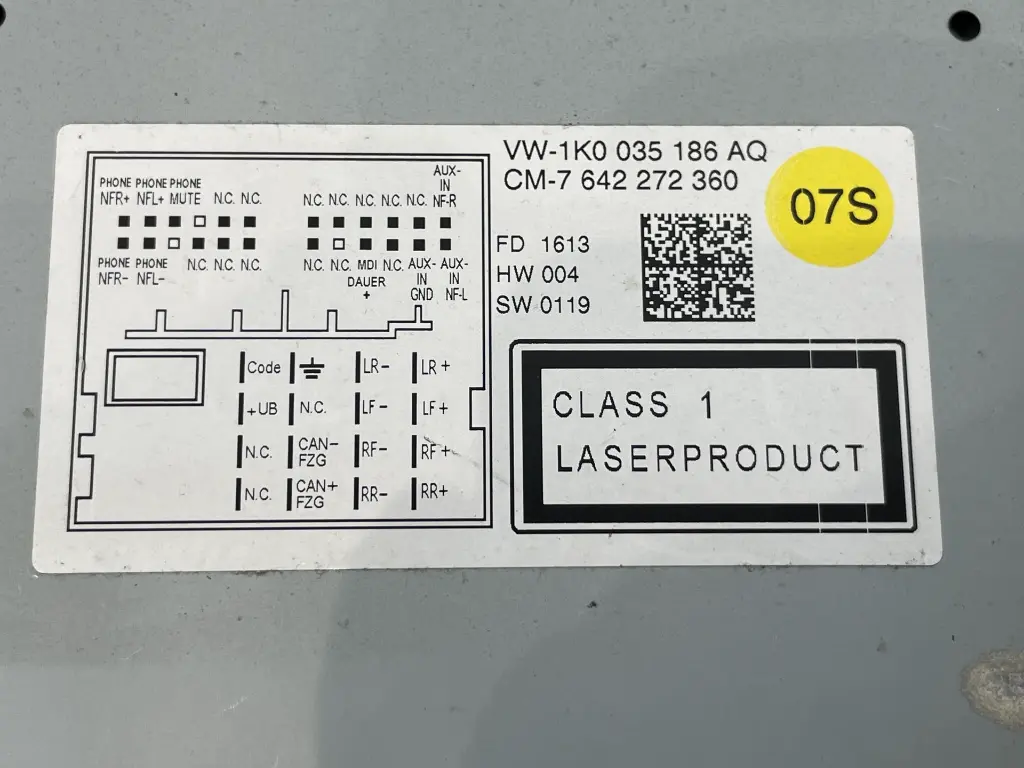 VW-1K0 035 186 AQ
CM-7 642 272 360
07S
FD 1613
HW 004
SW 0119
PHONE PHONE PHONE
NFR+ NFL+ MUTE N.C. N.C.
PHONE PHONE
NFR- NFL- N.C. N.C. N.C.
AUX-
IN
N.C. N.C. N.C. N.C. N.C. NF-R
N.C. N.C. MDI N.C. AUX- AUX-
DAUER IN IN
+ GND NF-L
Code LR- LR+
+UB N.C. LF- LF+
N.C. CAN- FZG RF- RF+
N.C. CAN+ FZG RR- RR+
CLASS 1
LASERPRODUCT